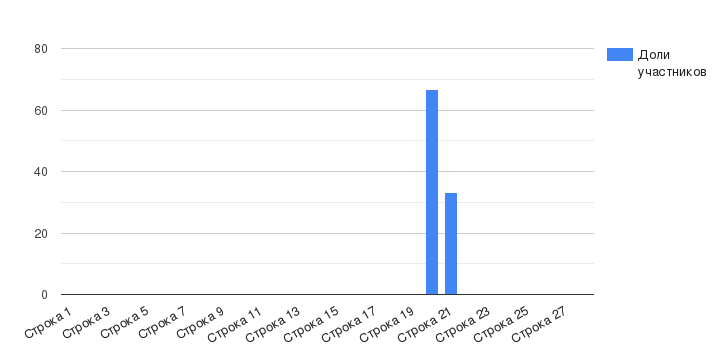 80
60
40
20
0
Доли
участников
Строка 1
Строка 3
Строка 5
Строка 7
Строка 9
Строка 11
Строка 13
Строка 15
Строка 17
Строка 19
Строка 21
Строка 23
Строка 25
Строка 27